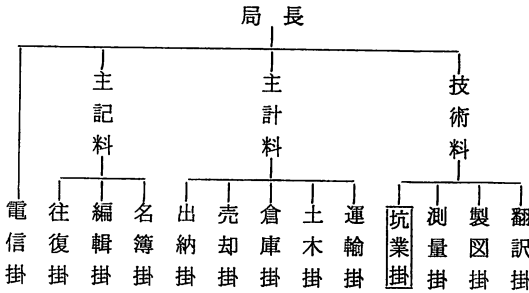 局長
主記料
主計料
技術料
電信掛
往復掛
編輯掛
名簿掛
出納掛
売却掛
倉庫掛
土木掛
運輸掛
坑業掛
測量掛
製図掛
翻訳掛